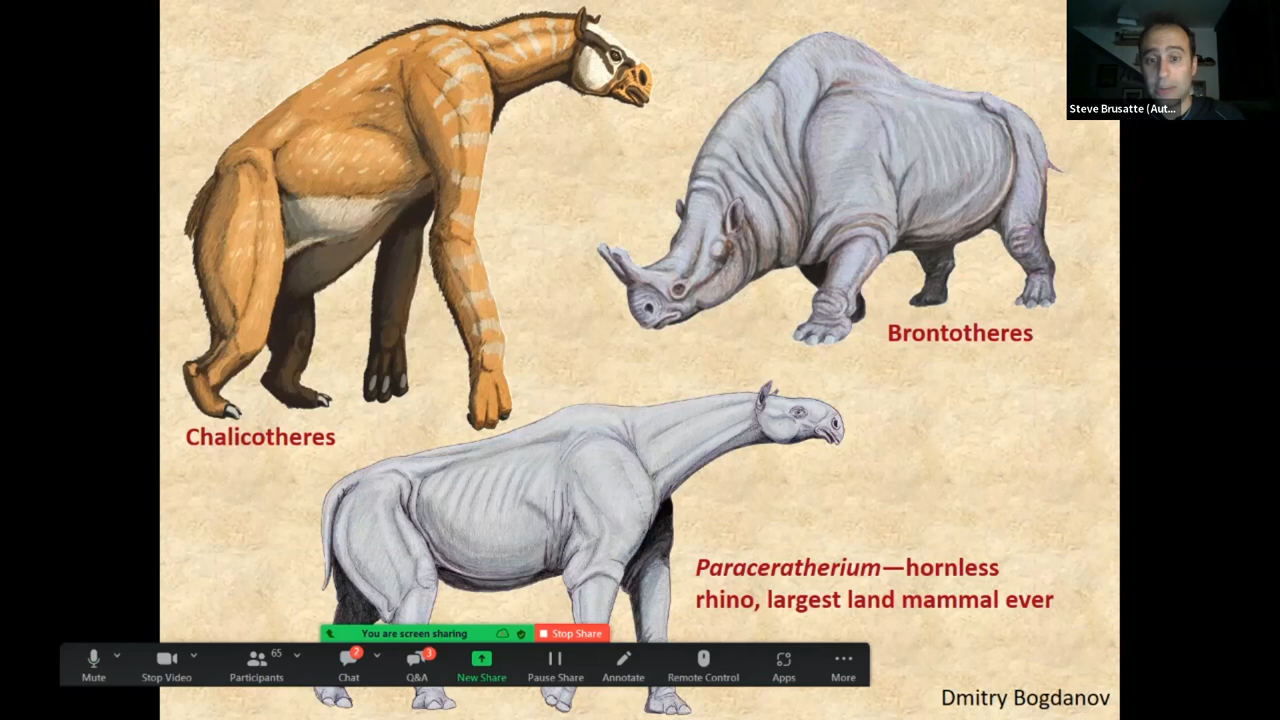 Steve Brusatte (Aut...
Brontotheres
Chalicotheres
Paraceratherium—hornless
rhino, largest land mammal ever
You are screen sharing
Stop Share
65
2
3
Mute
Stop Video
Participants
Chat
Q&A
New Share
Pause Share
Annotate
Remote Control
Apps
More
Dmitry Bogdanov